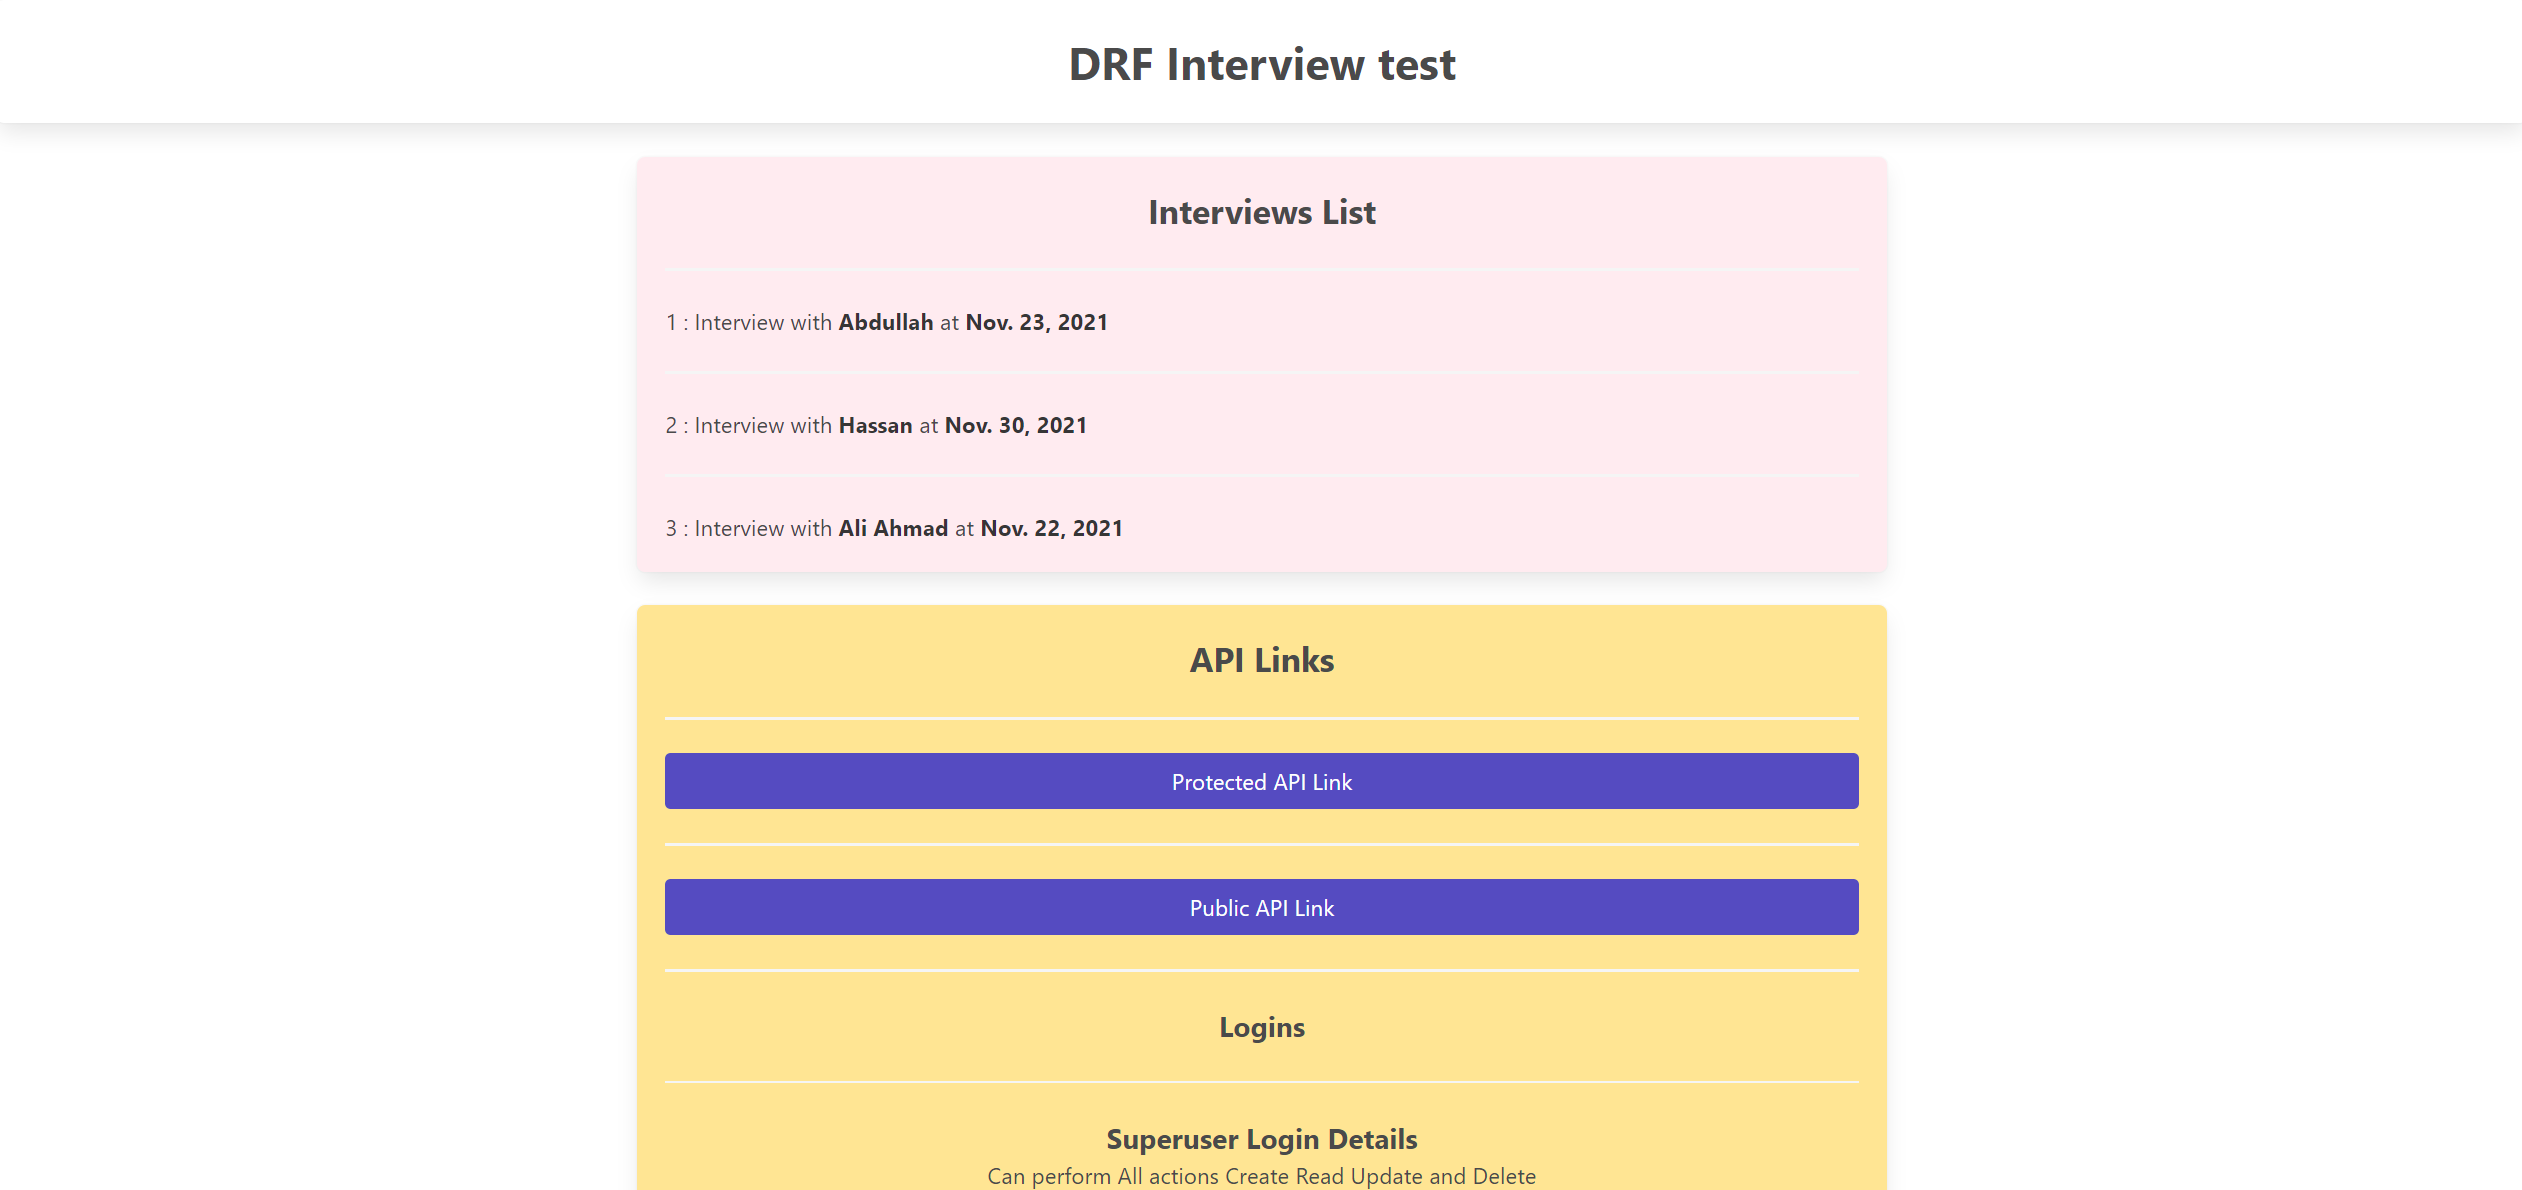 DRF Interview test
Interviews List
1 : Interview with Abdullah at Nov. 23, 2021
2 : Interview with Hassan at Nov. 30, 2021
3 : Interview with Ali Ahmad at Nov. 22, 2021
API Links
Protected API Link
Public API Link
Logins
Superuser Login Details
Can perform All actions Create Read Update and Delete